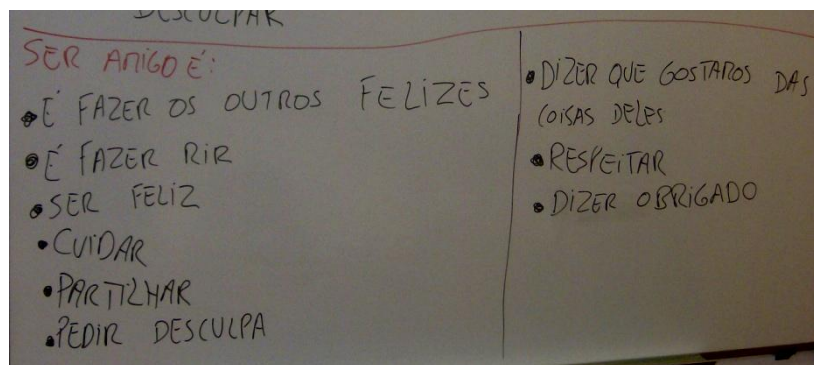 DESCULPAR
SER AMIGO É:
• É FAZER OS OUTROS FELIZES
• É FAZER RIR
• SER FELIZ
• CUIDAR
• PARTILHAR
• PEDIR DESCULPA
• DIZER QUE GOSTAMOS DAS
COISAS DELES
• RESPEITAR
• DIZER OBRIGADO